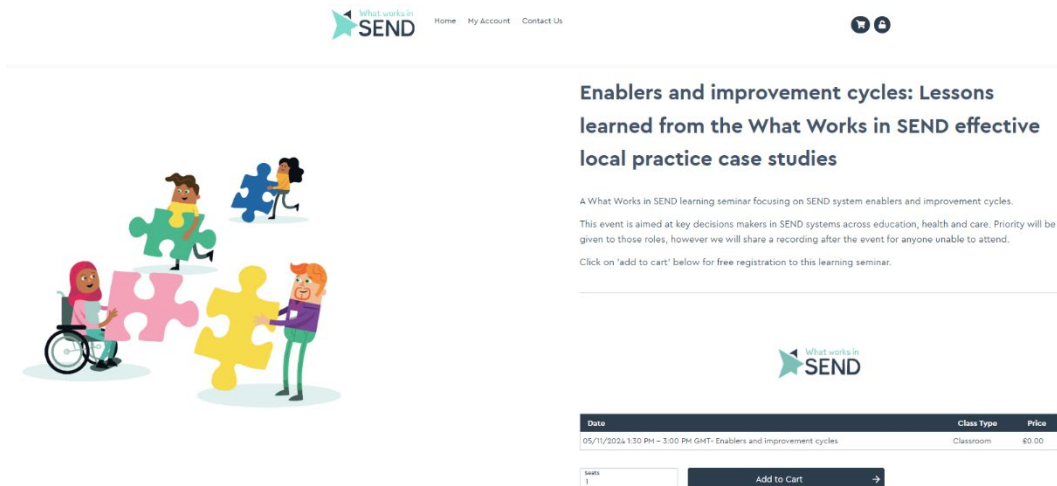 What works in
SEND
Home My Account Contact Us
Enablers and improvement cycles: Lessons
learned from the What Works in SEND effective
local practice case studies
A What Works in SEND learning seminar focusing on SEND system enablers and improvement cycles.
This event is aimed at key decisions makers in SEND systems across education, health and care. Priority will be
given to those roles, however we will share a recording after the event for anyone unable to attend.
Click on 'add to cart' below for free registration to this learning seminar.
What works in
SEND
Date Class Type Price
05/11/2024 1:30 PM – 3:00 PM GMT- Enablers and improvement cycles Classroom £0.00
Seats
1
Add to Cart